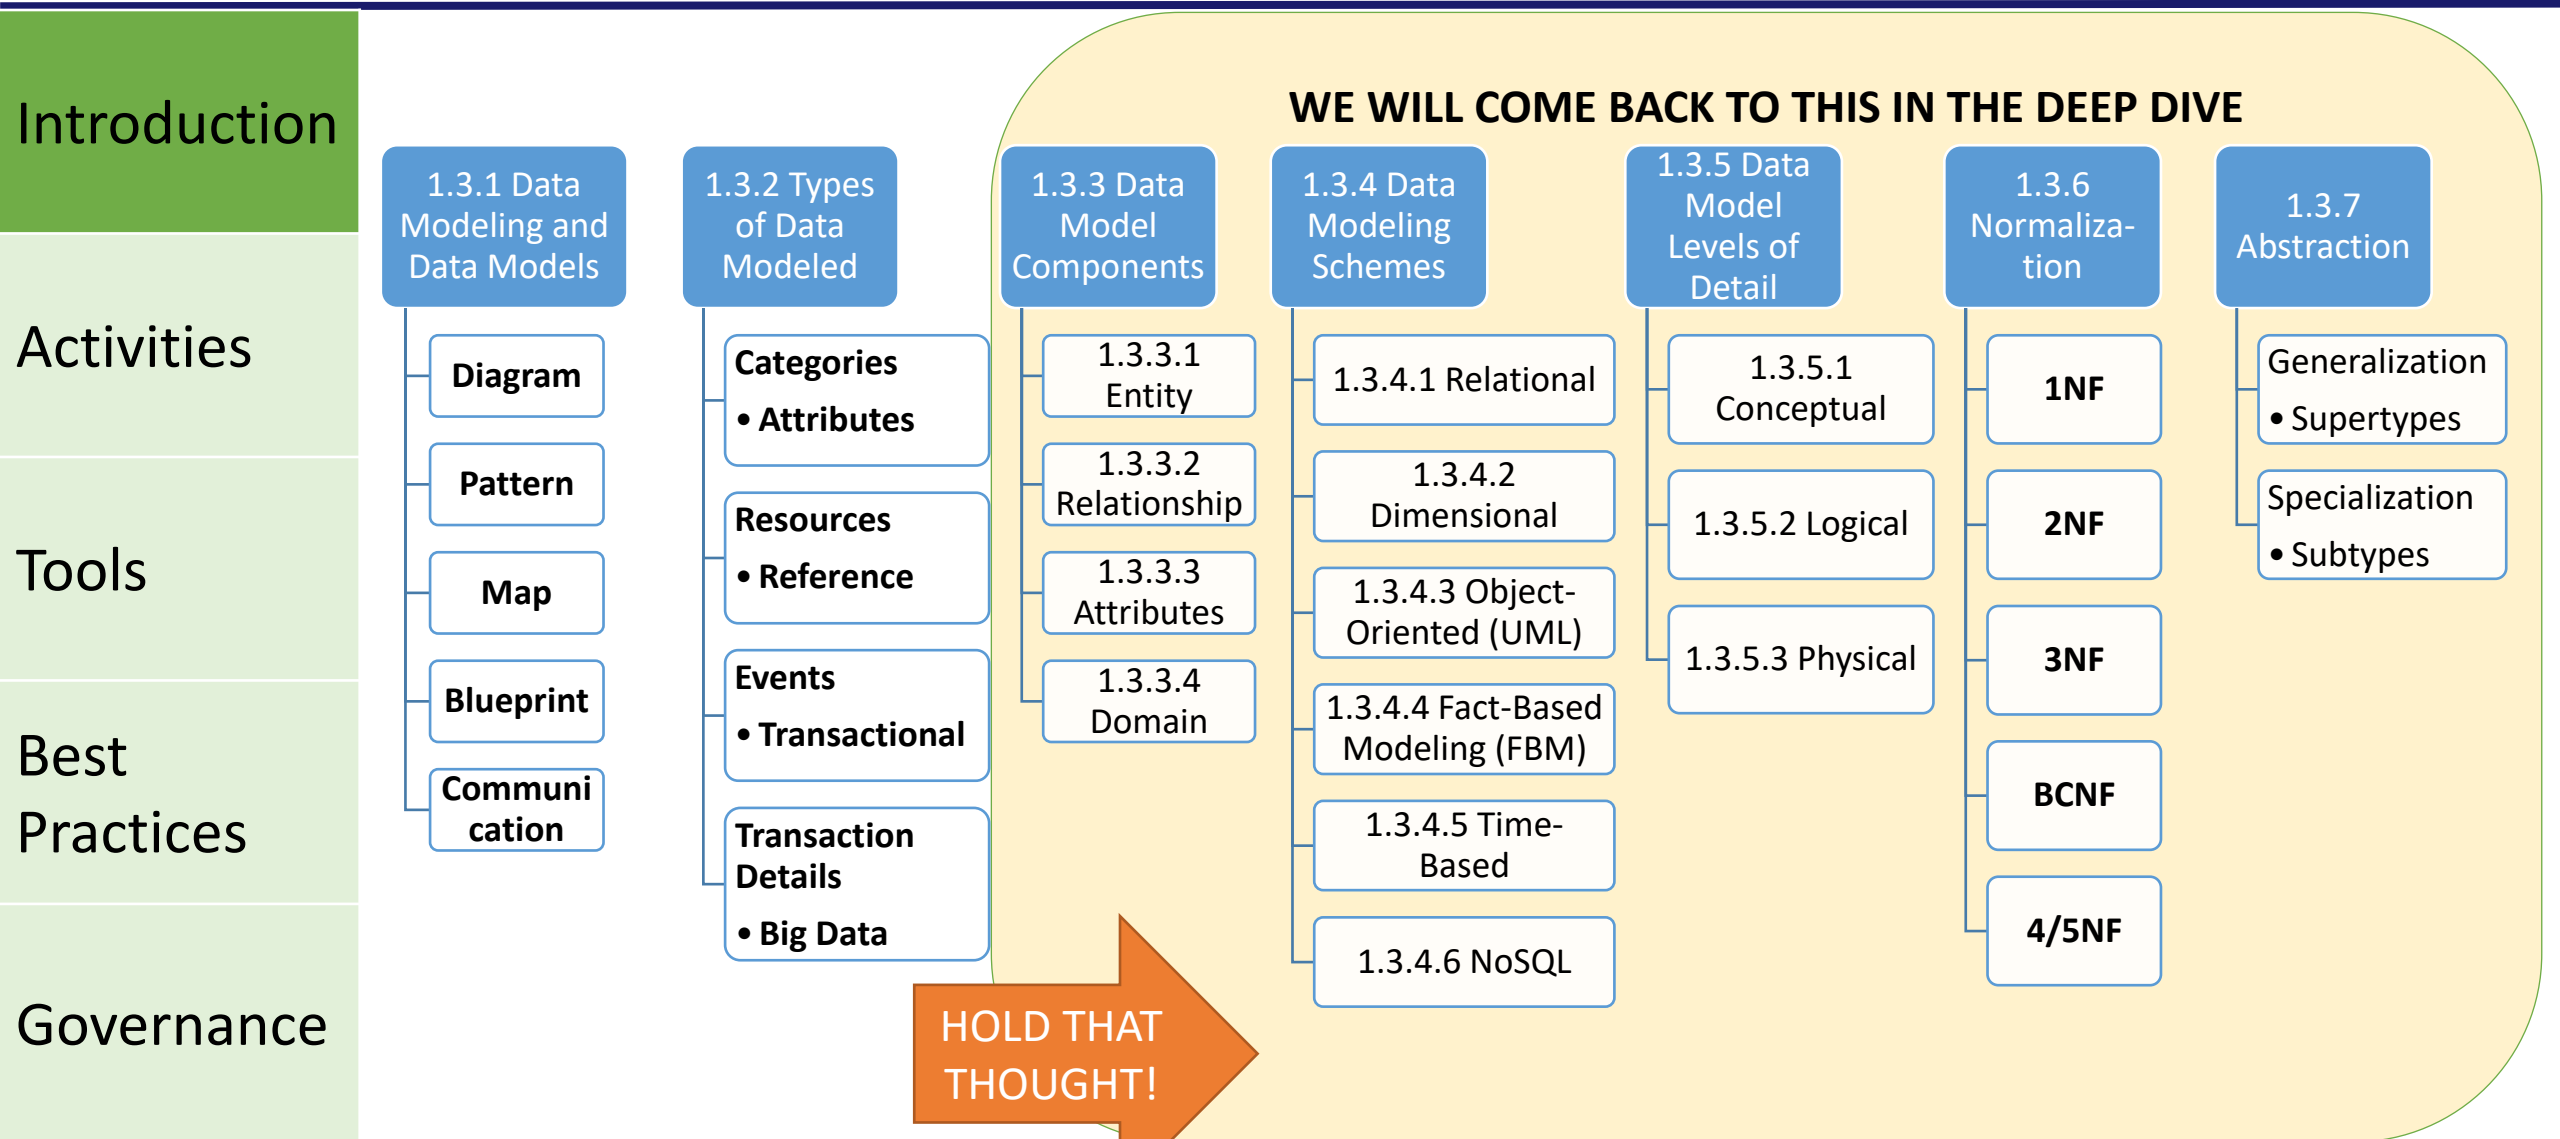 Introduction
Activities
Tools
Best
Practices
Governance
WE WILL COME BACK TO THIS IN THE DEEP DIVE
1.3.1 Data
Modeling and
Data Models
Diagram
Pattern
Map
Blueprint
Communi
cation
1.3.2 Types
of Data
Modeled
Categories
• Attributes
Resources
• Reference
Events
• Transactional
Transaction
Details
• Big Data
1.3.3 Data
Model
Components
1.3.3.1
Entity
1.3.3.2
Relationship
1.3.3.3
Attributes
1.3.3.4
Domain
1.3.4 Data
Modeling
Schemes
1.3.4.1 Relational
1.3.4.2
Dimensional
1.3.4.3 Object-
Oriented (UML)
1.3.4.4 Fact-Based
Modeling (FBM)
1.3.4.5 Time-
Based
1.3.4.6 NoSQL
1.3.5 Data
Model
Levels of
Detail
1.3.5.1
Conceptual
1.3.5.2 Logical
1.3.5.3 Physical
1.3.6
Normaliza-
tion
1NF
2NF
3NF
BCNF
4/5NF
1.3.7
Abstraction
Generalization
• Supertypes
Specialization
• Subtypes
HOLD THAT
THOUGHT!